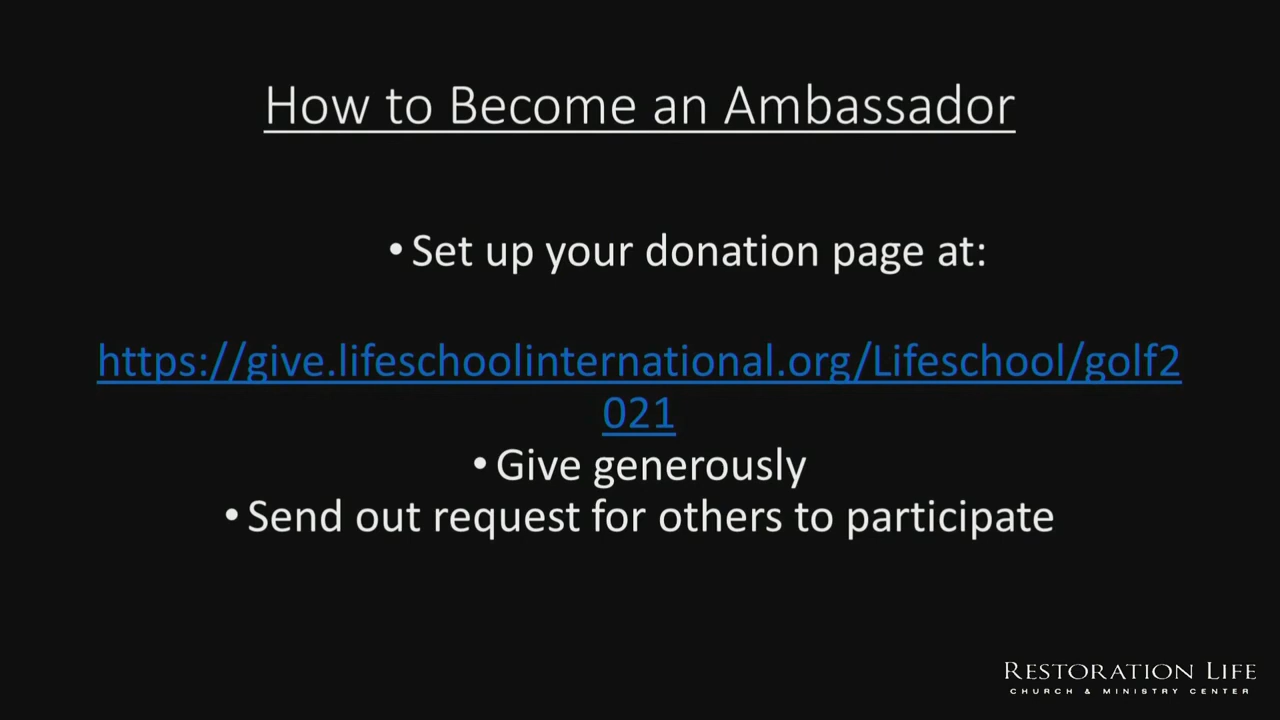 How to Become an Ambassador
• Set up your donation page at:
https://give.lifeschoolinternational.org/Lifeschool/golf2
021
• Give generously
• Send out request for others to participate
RESTORATION LIFE
CHURCH & MINISTRY CENTER